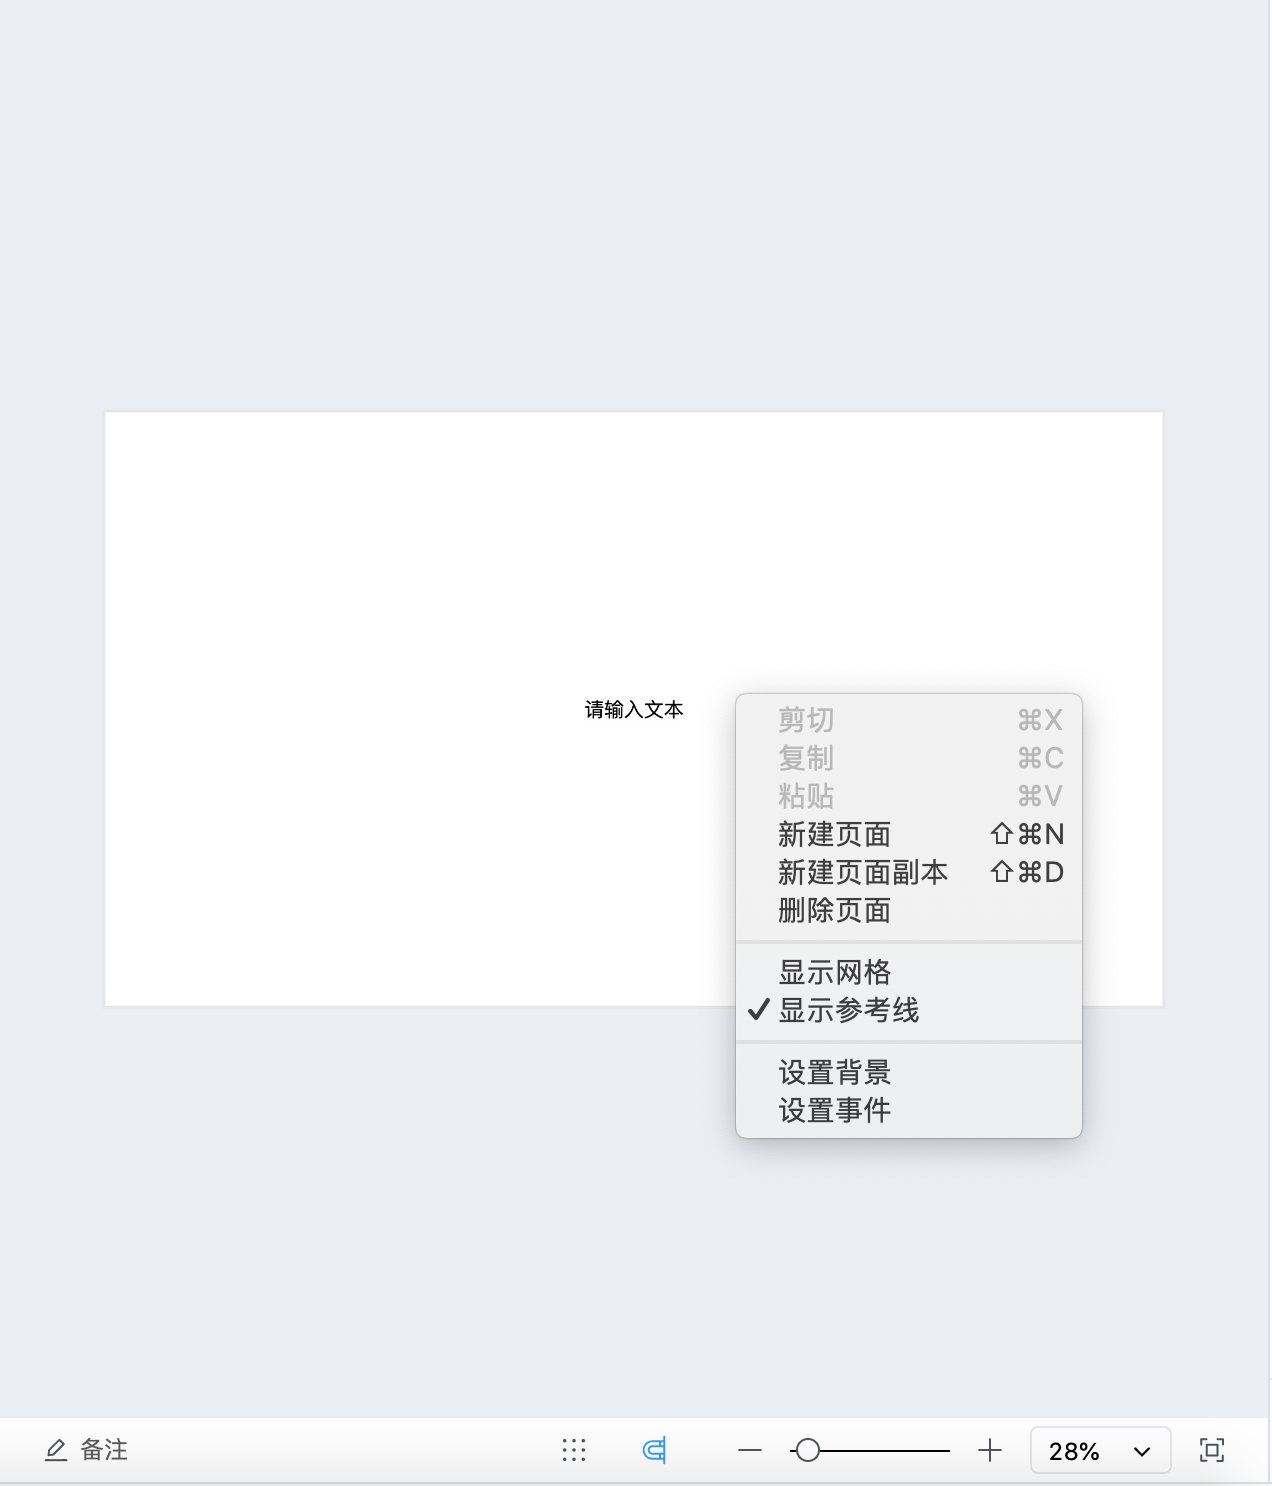 请输入文本
剪切 ⌘X
复制 ⌘C
粘贴 ⌘V
新建页面 ⇧⌘N
新建页面副本 ⇧⌘D
删除页面
显示网格
✓ 显示参考线
设置背景
设置事件
备注 28%